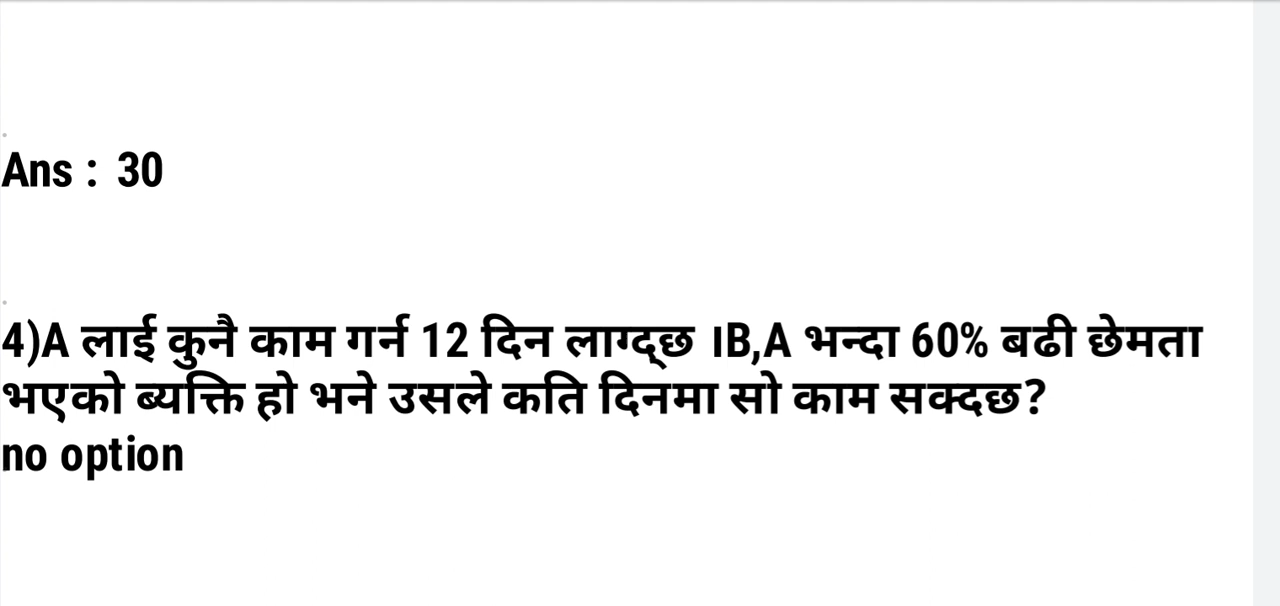 Ans : 30
4)A लाई कुनै काम गर्न 12 दिन लाग्द्छ ।B,A भन्दा 60% बढी छेमता
भएको ब्यक्ति हो भने उसले कति दिनमा सो काम सक्दछ?
no option